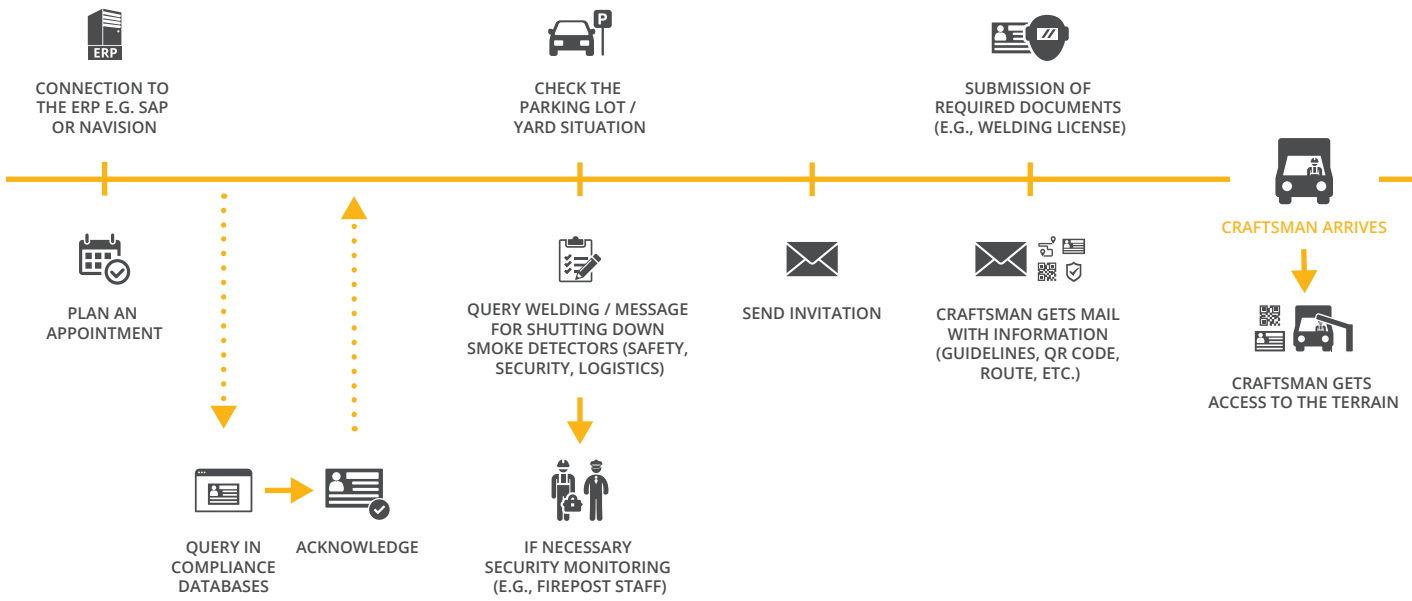 ERP
CONNECTION TO
THE ERP E.G. SAP
OR NAVISION
P
CHECK THE
PARKING LOT /
YARD SITUATION
SUBMISSION OF
REQUIRED DOCUMENTS
(E.G., WELDING LICENSE)
PLAN AN
APPOINTMENT
QUERY WELDING / MESSAGE
FOR SHUTTING DOWN
SMOKE DETECTORS (SAFETY,
SECURITY, LOGISTICS)
SEND INVITATION
CRAFTSMAN GETS MAIL
WITH INFORMATION
(GUIDELINES, QR CODE,
ROUTE, ETC.)
CRAFTSMAN ARRIVES
CRAFTSMAN GETS
ACCESS TO THE TERRAIN
QUERY IN
COMPLIANCE
DATABASES
ACKNOWLEDGE
IF NECESSARY
SECURITY MONITORING
(E.G., FIREPOST STAFF)